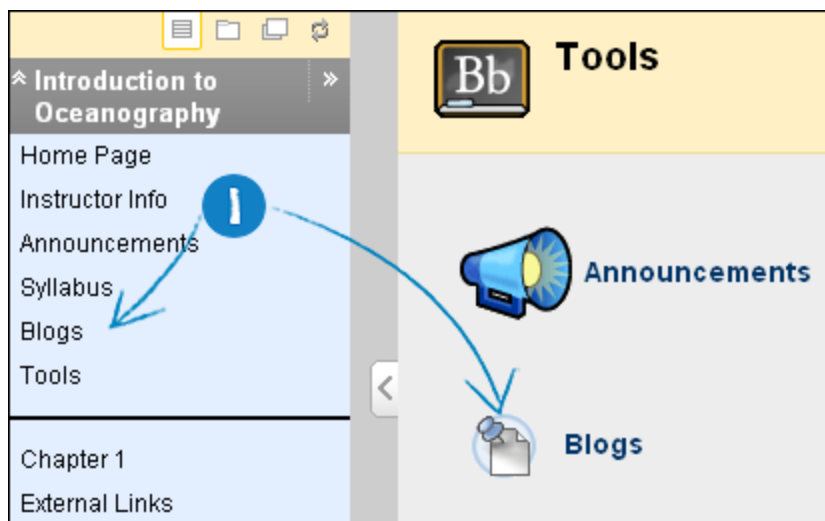 Introduction to
Oceanography
Home Page
Instructor Info
Announcements
Syllabus
Blogs
Tools
Chapter 1
External Links
1
Bb
Tools
Announcements
Blogs